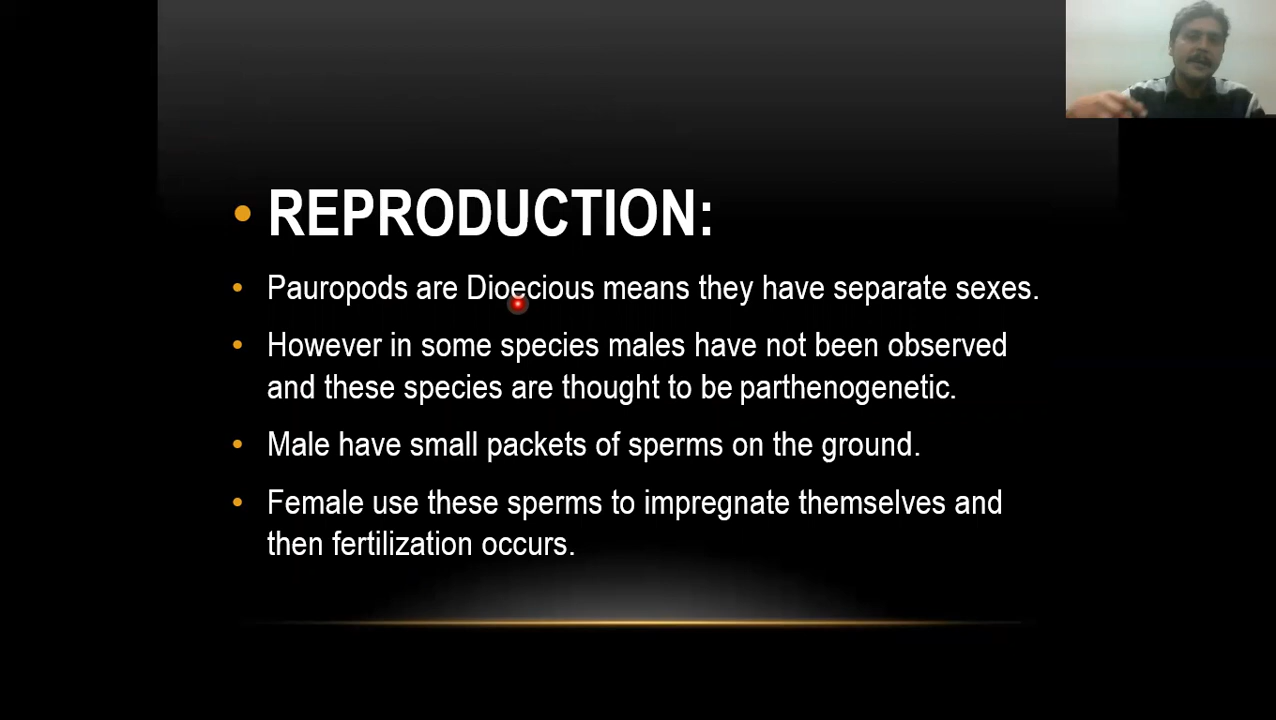 • REPRODUCTION:
• Pauropods are Dioecious means they have separate sexes.
• However in some species males have not been observed
and these species are thought to be parthenogenetic.
• Male have small packets of sperms on the ground.
• Female use these sperms to impregnate themselves and
then fertilization occurs.